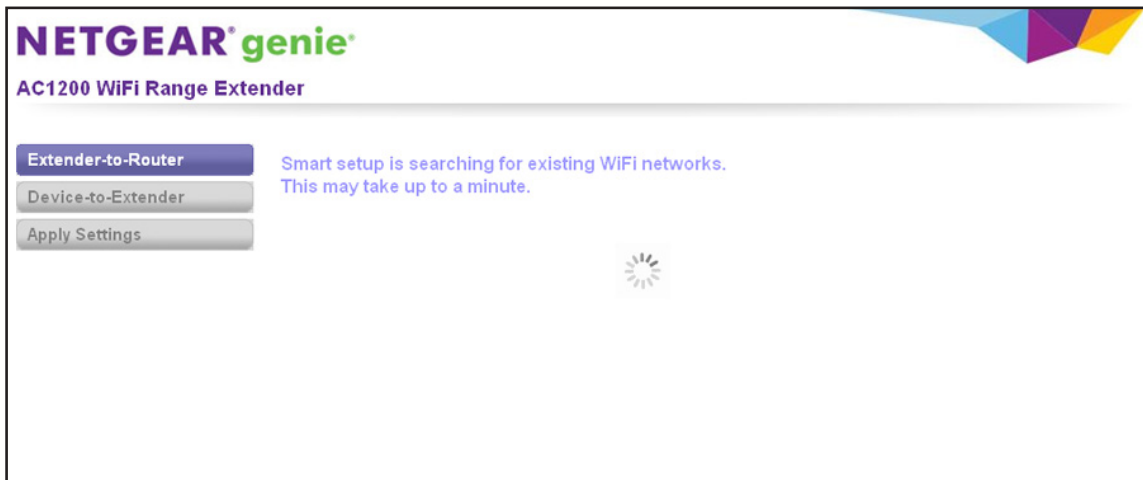 NETGEAR® genie®
AC1200 WiFi Range Extender
Extender-to-Router
Device-to-Extender
Apply Settings
Smart setup is searching for existing WiFi networks.
This may take up to a minute.